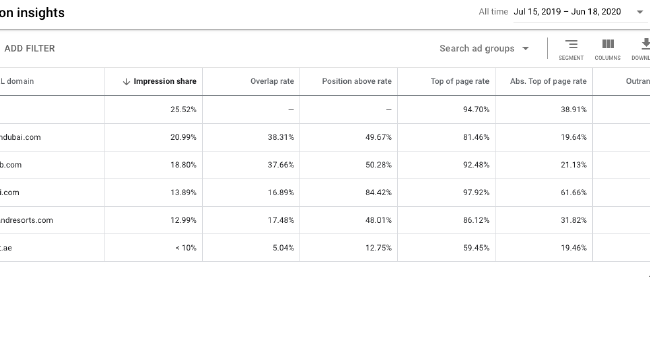 on insights
All time Jul 15, 2019 – Jun 18, 2020
ADD FILTER
Search ad groups
SEGMENT COLUMNS DOWNL
L domain Impression share Overlap rate Position above rate Top of page rate Abs. Top of page rate Outran
25.52% — — 94.70% 38.91%
ndubai.com 20.99% 38.31% 49.67% 81.46% 19.64%
b.com 18.80% 37.66% 50.28% 92.48% 21.13%
i.com 13.89% 16.89% 84.42% 97.92% 61.66%
andresorts.com 12.99% 17.48% 48.01% 86.12% 31.82%
t.ae < 10% 5.04% 12.75% 59.45% 19.46%